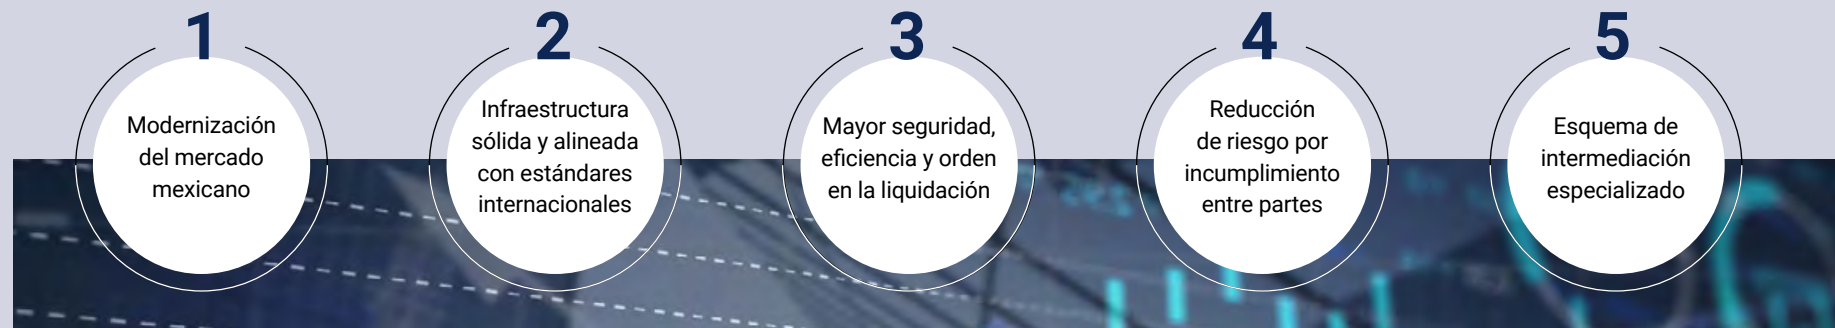 1
Modernización
del mercado
mexicano
2
Infraestructura
sólida y alineada
con estándares
internacionales
3
Mayor seguridad,
eficiencia y orden
en la liquidación
4
Reducción
de riesgo por
incumplimiento
entre partes
5
Esquema de
intermediación
especializado